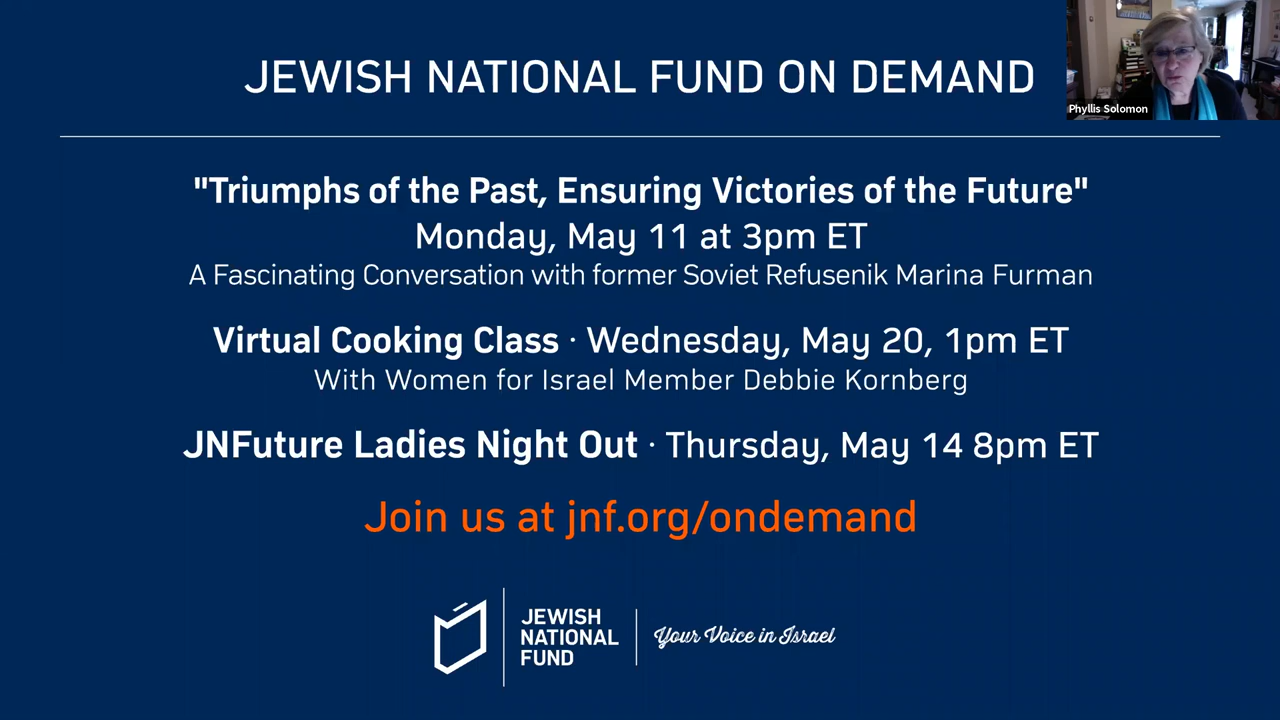 JEWISH NATIONAL FUND ON DEMAND
Phyllis Solomon
"Triumphs of the Past, Ensuring Victories of the Future"
Monday, May 11 at 3pm ET
A Fascinating Conversation with former Soviet Refusenik Marina Furman
Virtual Cooking Class · Wednesday, May 20, 1pm ET
With Women for Israel Member Debbie Kornberg
JNFuture Ladies Night Out · Thursday, May 14 8pm ET
Join us at jnf.org/ondemand
JEWISH
NATIONAL
FUND
Your Voice in Israel